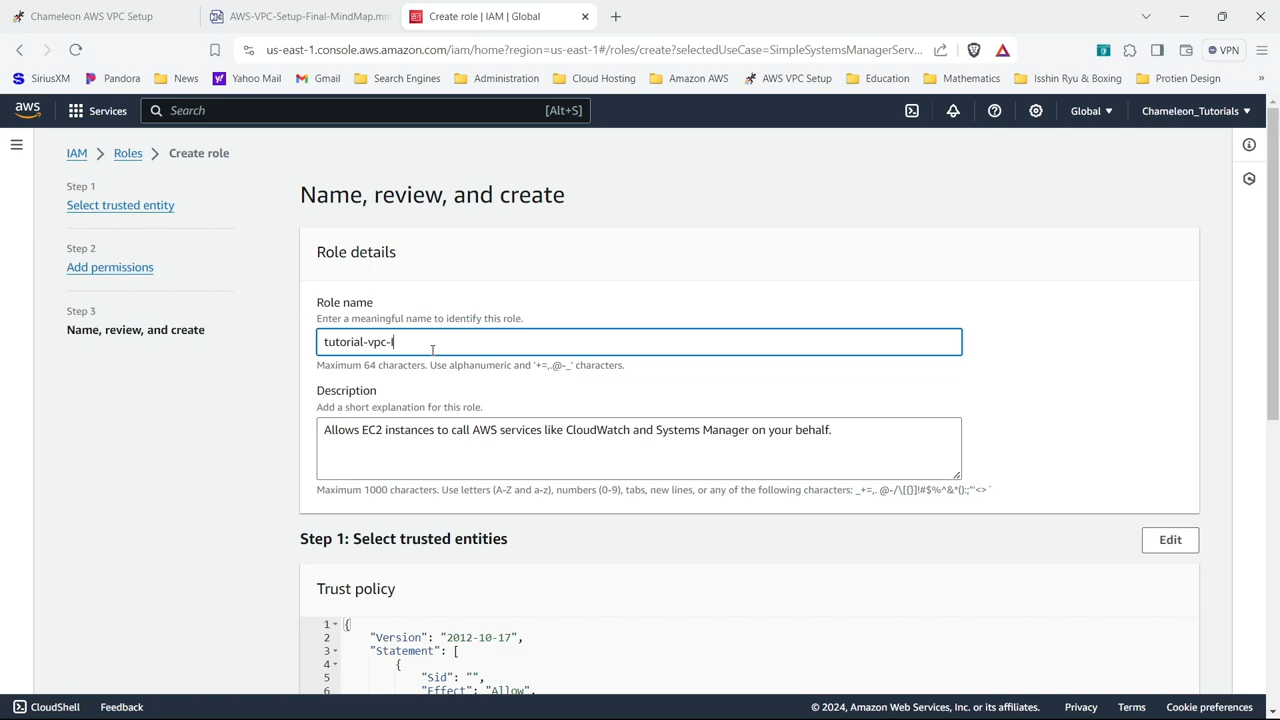 Chameleon AWS VPC Setup
AWS-VPC-Setup-Final-MindMap.mn
Create role | IAM | Global
us-east-1.console.aws.amazon.com/iam/home?region=us-east-1#/roles/create?selectedUseCase=SimpleSystemsManagerServ...
VPN
SiriusXM Pandora News Yahoo Mail Gmail Search Engines Administration Cloud Hosting Amazon AWS AWS VPC Setup Education Mathematics Isshin Ryu & Boxing Protien Design »
aws Services Search [Alt+S] Global Chameleon_Tutorials
IAM Roles Create role
Step 1
Select trusted entity
Step 2
Add permissions
Step 3
Name, review, and create
Name, review, and create
Role details
Role name
Enter a meaningful name to identify this role.
tutorial-vpc-I
Maximum 64 characters. Use alphanumeric and '+=,.@-_' characters.
Description
Add a short explanation for this role.
Allows EC2 instances to call AWS services like CloudWatch and Systems Manager on your behalf.
Maximum 1000 characters. Use letters (A-Z and a-z), numbers (0-9), tabs, new lines, or any of the following characters: _+=,. @-/\[{}]!#$%^&*();:"'<>`
Step 1: Select trusted entities
Edit
Trust policy
1 {
2 "Version": "2012-10-17",
3 "Statement": [
4 {
5 "Sid": "",
6 "Effect": "Allow",
CloudShell Feedback © 2024, Amazon Web Services, Inc. or its affiliates. Privacy Terms Cookie preferences